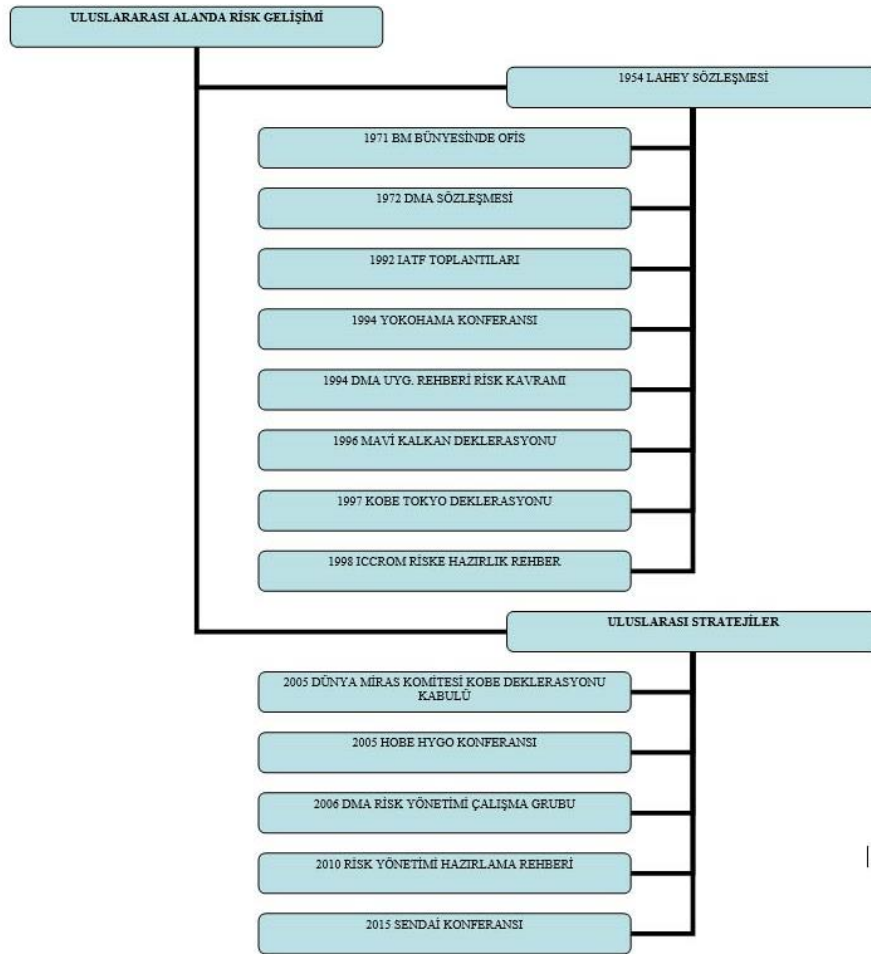 ULUSLARARASI ALANDA RİSK GELİŞİMİ
1954 LAHEY SÖZLEŞMESİ
1971 BM BÜNYESİNDE OFİS
1972 DMA SÖZLEŞMESİ
1992 IATF TOPLANTILARI
1994 YOKOHAMA KONFERANSI
1994 DMA UYG. REHBERİ RİSK KAVRAMI
1996 MAVİ KALKAN DEKLERASYONU
1997 KOBE TOKYO DEKLERASYONU
1998 ICCROM RİSKE HAZIRLIK REHBER
ULUSLARASI STRATEJİLER
2005 DÜNYA MİRAS KOMİTESİ KOBE DEKLERASYONU
KABULÜ
2005 HOBE HYGO KONFERANSI
2006 DMA RİSK YÖNETİMİ ÇALIŞMA GRUBU
2010 RİSK YÖNETİMİ HAZIRLAMA REHBERİ
2015 SENDAİ KONFERANSI